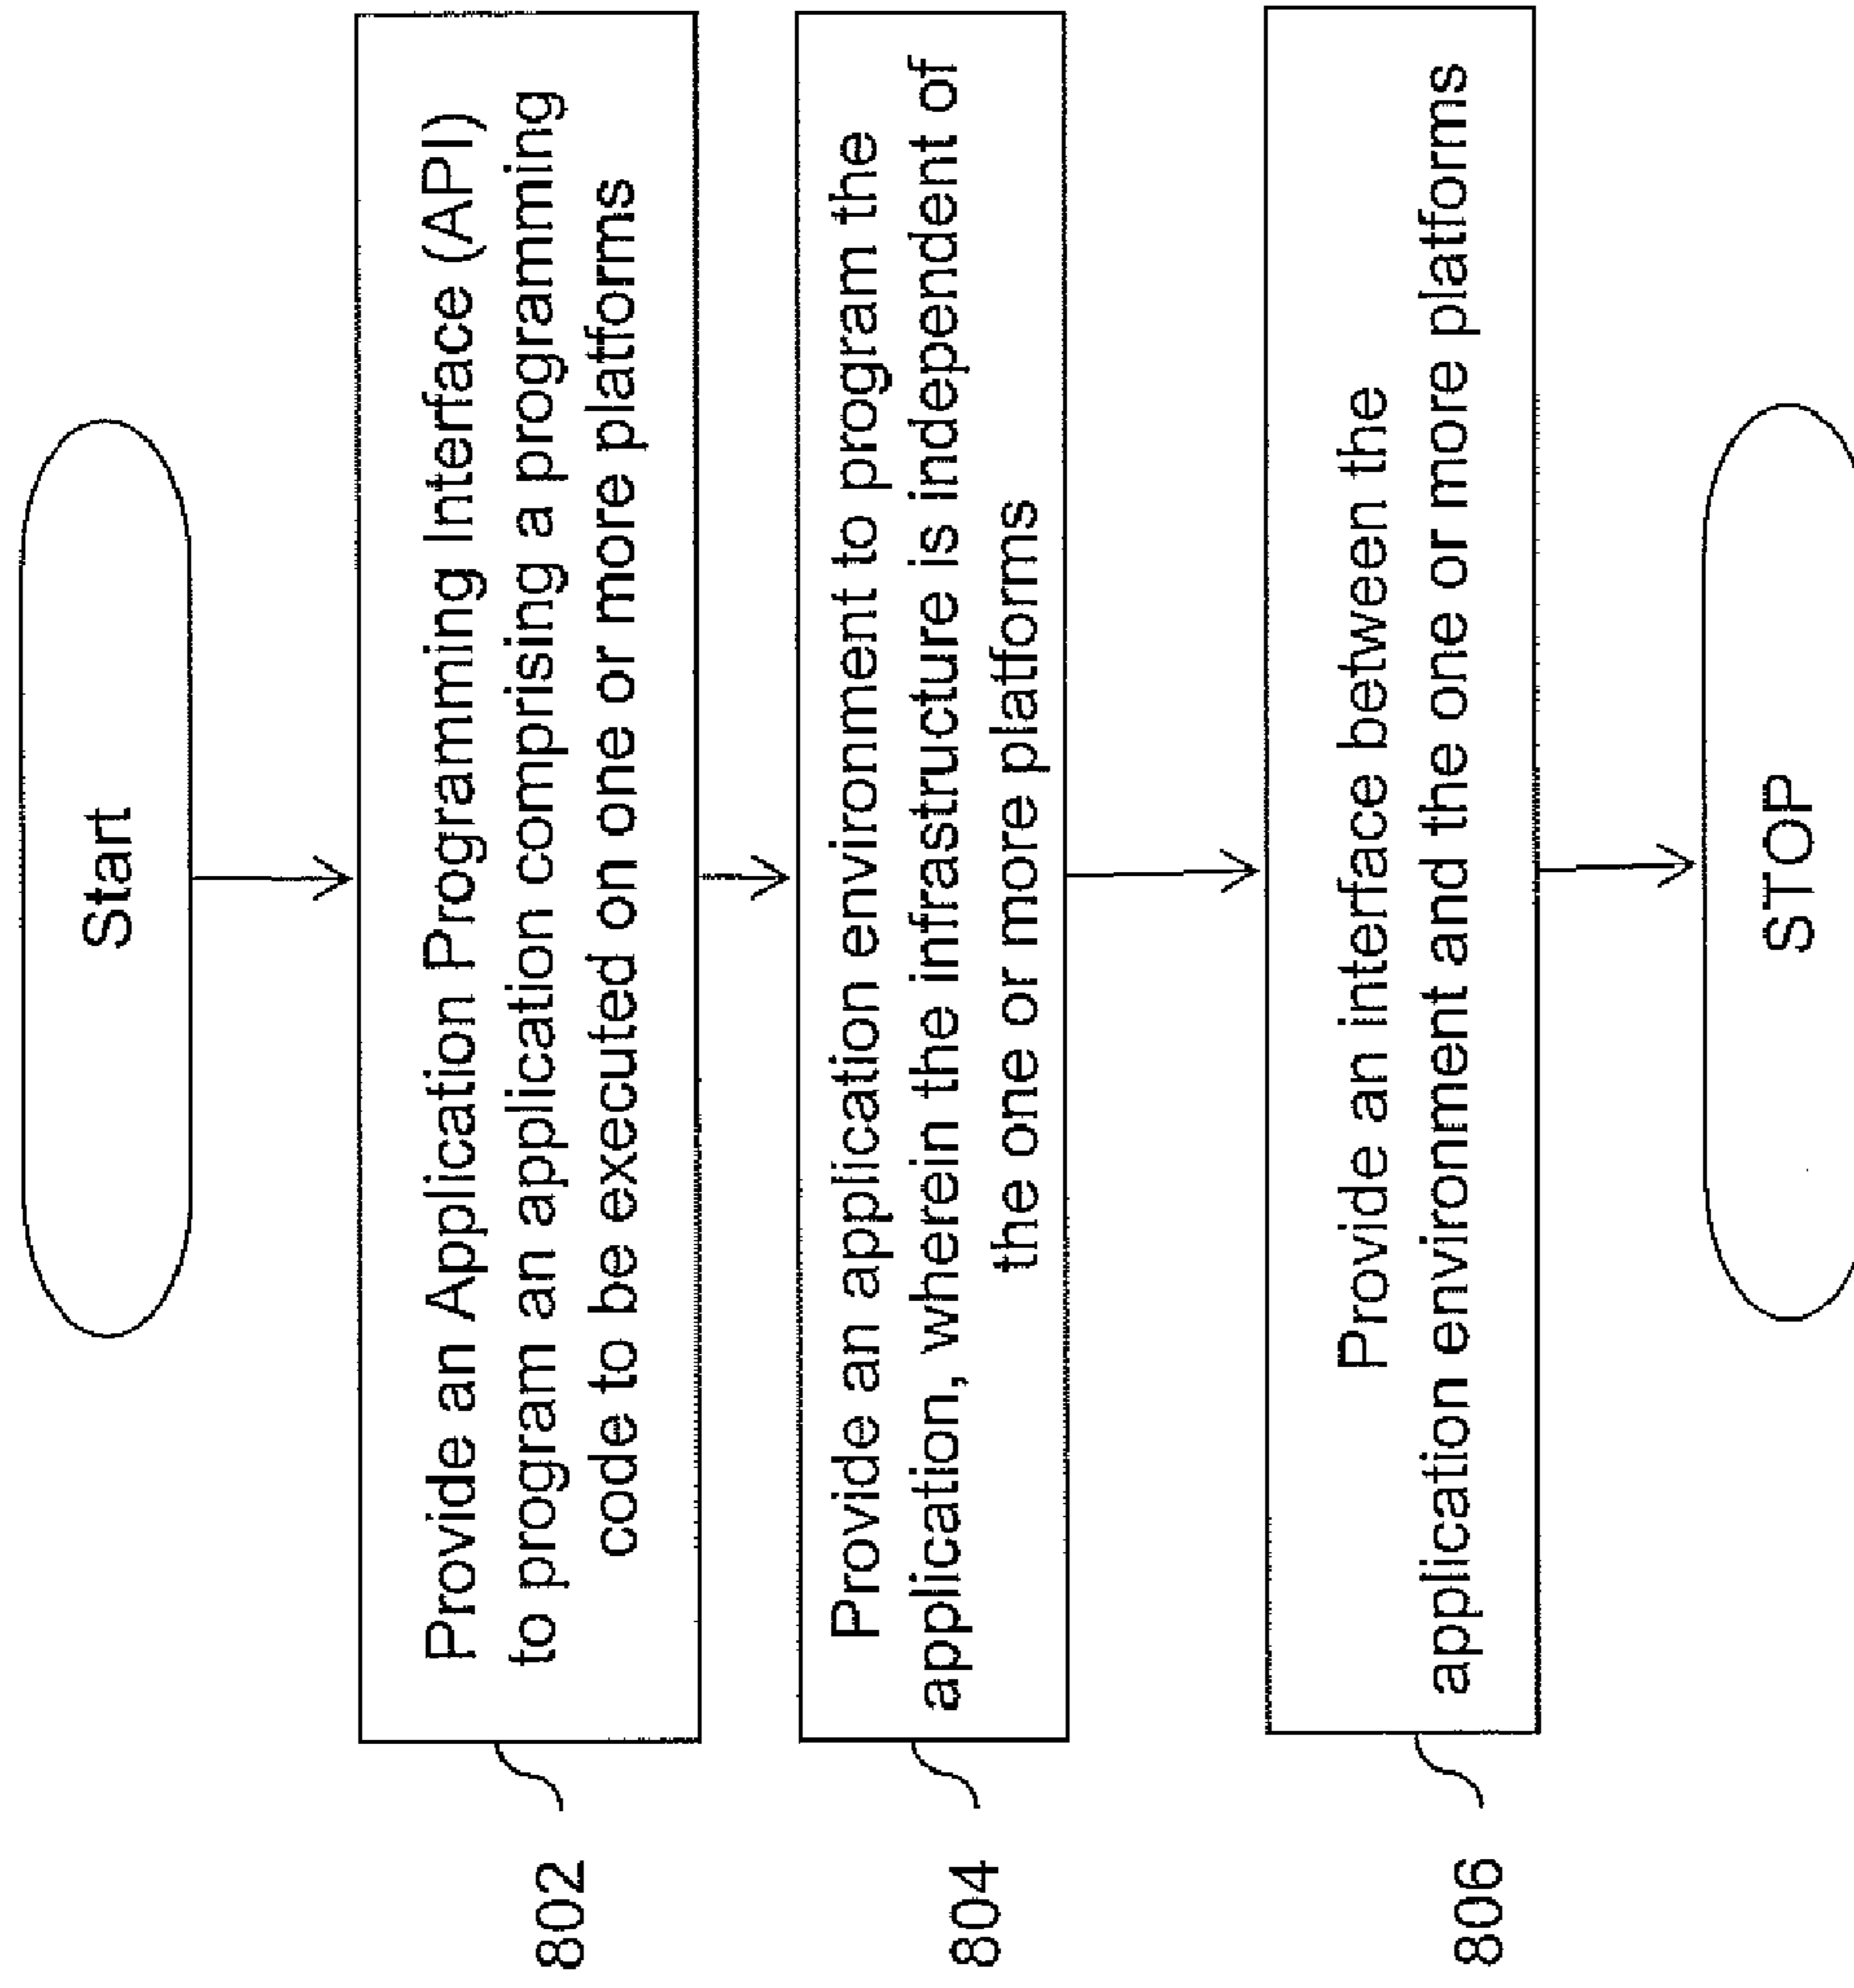 Start
802
Provide an Application Programming Interface (API)
to program an application comprising a programming
code to be executed on one or more platforms
804
Provide an application environment to program the
application, wherein the infrastructure is independent of
the one or more platforms
806
Provide an interface between the
application environment and the one or more platforms
STOP